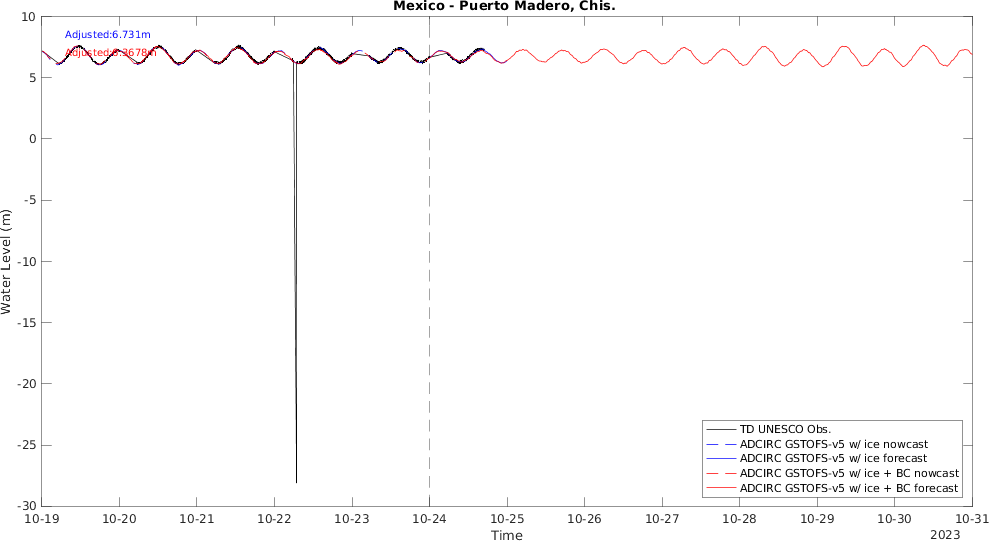 Mexico - Puerto Madero, Chis.
Adjusted:6.731m
10
5
0
-5
-10
-15
-20
-25
-30
Water Level (m)
10-19 10-20 10-21 10-22 10-23 10-24 10-25 10-26 10-27 10-28 10-29 10-30 10-31
Time
2023
TD UNESCO Obs.
ADCIRC GSTOFS-v5 w/ ice nowcast
ADCIRC GSTOFS-v5 w/ ice forecast
ADCIRC GSTOFS-v5 w/ ice + BC nowcast
ADCIRC GSTOFS-v5 w/ ice + BC forecast